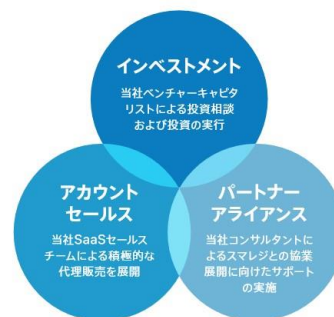 インベストメント
当社ベンチャーキャピタ
リストによる投資相談
および投資の実行
アカウント
セールス
当社SaaSセールス
チームによる積極的な
代理販売を展開
パートナー
アライアンス
当社コンサルタントに
よるスマレジとの協業
展開に向けたサポート
の実施